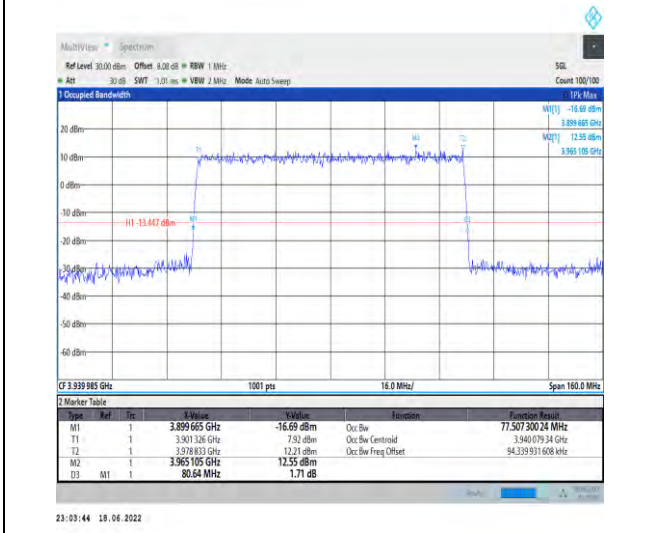 MultiView Spectrum
Ref Level 30.00 dBm Offset 8.08 dB RBW 1 MHz SGL
Att 30 dB SWT 1.01 ms VBW 2 MHz Mode Auto Sweep Count 100/100
1 Occupied Bandwidth 1Pk Max
M1[1] -16.69 dBm
3.899 665 GHz
M2[1] 12.55 dBm
3.965 105 GHz
20 dBm
M2
T2
T1
10 dBm
0 dBm
-10 dBm
M1
D3
H1 -13.447 dBm
-20 dBm
-30 dBm
-40 dBm
-50 dBm
-60 dBm
CF 3.939 985 GHz 1001 pts 16.0 MHz/ Span 160.0 MHz
2 Marker Table
Type Ref Trc X-Value Y-Value Function Function Result
M1 1 3.899 665 GHz -16.69 dBm Occ Bw 77.507 300 24 MHz
T1 1 3.901 326 GHz 7.92 dBm Occ Bw Centroid 3.940 079 34 GHz
T2 1 3.978 833 GHz 12.21 dBm Occ Bw Freq Offset 94.339 931 608 kHz
M2 1 3.965 105 GHz 12.55 dBm
D3 M1 1 80.64 MHz 1.71 dB
23:03:44 18.06.2022